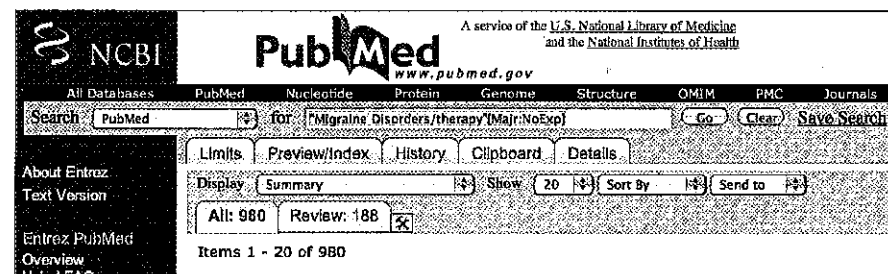 NCBI
PubMed
www.pubmed.gov
A service of the U.S. National Library of Medicine
and the National Institutes of Health
All Databases PubMed Nucleotide Protein Genome Structure OMIM PMC Journals
Search PubMed for "Migraine Disorders/therapy"[Majr:NoExp] Go Clear Save Search
Limits Preview/Index History Clipboard Details
About Entrez
Text Version
Display Summary Show 20 Sort By Send to
All: 980 Review: 188
Entrez PubMed
Overview
Items 1 - 20 of 980